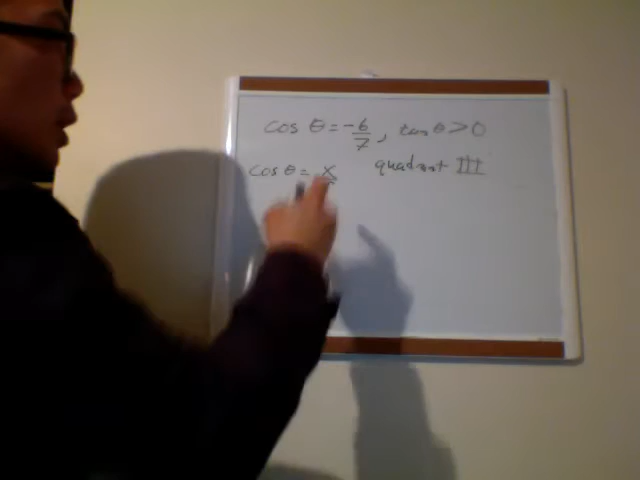 cos θ = -6/7, tan θ > 0
cos θ = x/ quadrant III